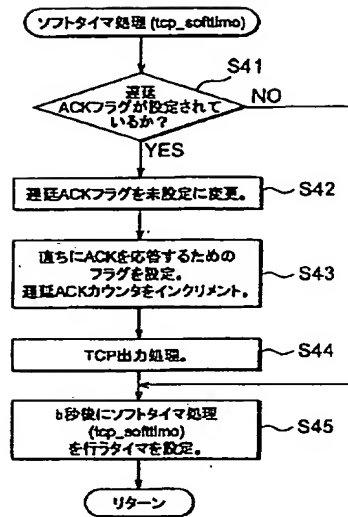 ソフトタイマ処理 (tcp_softtimo)
S41
遅延
ACKフラグが設定されて
いるか?
NO
YES
遅延ACKフラグを未設定に変更。
S42
直ちにACKを応答するための
フラグを設定。
遅延ACKカウンタをインクリメント。
S43
TCP出力処理。
S44
b秒後にソフトタイマ処理
(tcp_softtimo)
を行うタイマを設定。
S45
リターン